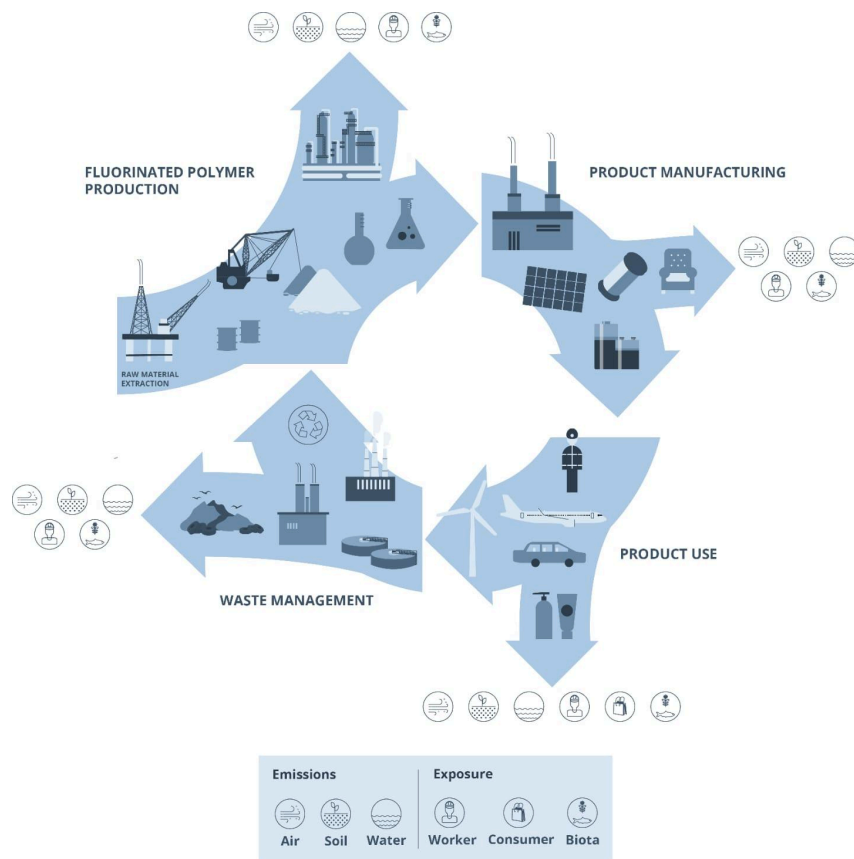 FLUORINATED POLYMER
PRODUCTION
PRODUCT MANUFACTURING
RAW MATERIAL
EXTRACTION
PRODUCT USE
WASTE MANAGEMENT
Emissions
Exposure
Air
Soil
Water
Worker
Consumer
Biota